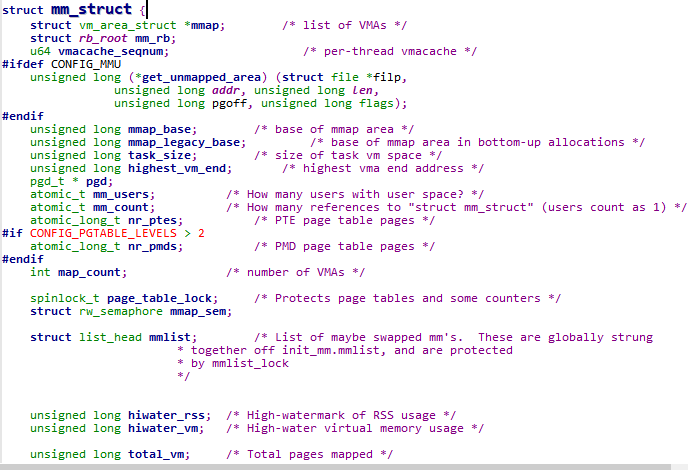 struct mm_struct {
    struct vm_area_struct *mmap;        /* list of VMAs */
    struct rb_root mm_rb;
    u64 vmacache_seqnum;                   /* per-thread vmacache */
#ifdef CONFIG_MMU
    unsigned long (*get_unmapped_area) (struct file *filp,
                unsigned long addr, unsigned long len,
                unsigned long pgoff, unsigned long flags);
#endif
    unsigned long mmap_base;        /* base of mmap area */
    unsigned long mmap_legacy_base;         /* base of mmap area in bottom-up allocations */
    unsigned long task_size;        /* size of task vm space */
    unsigned long highest_vm_end;       /* highest vma end address */
    pgd_t * pgd;
    atomic_t mm_users;          /* How many users with user space? */
    atomic_t mm_count;          /* How many references to "struct mm_struct" (users count as 1) */
    atomic_long_t nr_ptes;          /* PTE page table pages */
#if CONFIG_PGTABLE_LEVELS > 2
    atomic_long_t nr_pmds;          /* PMD page table pages */
#endif
    int map_count;              /* number of VMAs */
    spinlock_t page_table_lock;     /* Protects page tables and some counters */
    struct rw_semaphore mmap_sem;
    struct list_head mmlist;        /* List of maybe swapped mm's.  These are globally strung
                         * together off init_mm.mmlist, and are protected
                         * by mmlist_lock
                         */
    unsigned long hiwater_rss;  /* High-watermark of RSS usage */
    unsigned long hiwater_vm;   /* High-water virtual memory usage */
    unsigned long total_vm;     /* Total pages mapped */